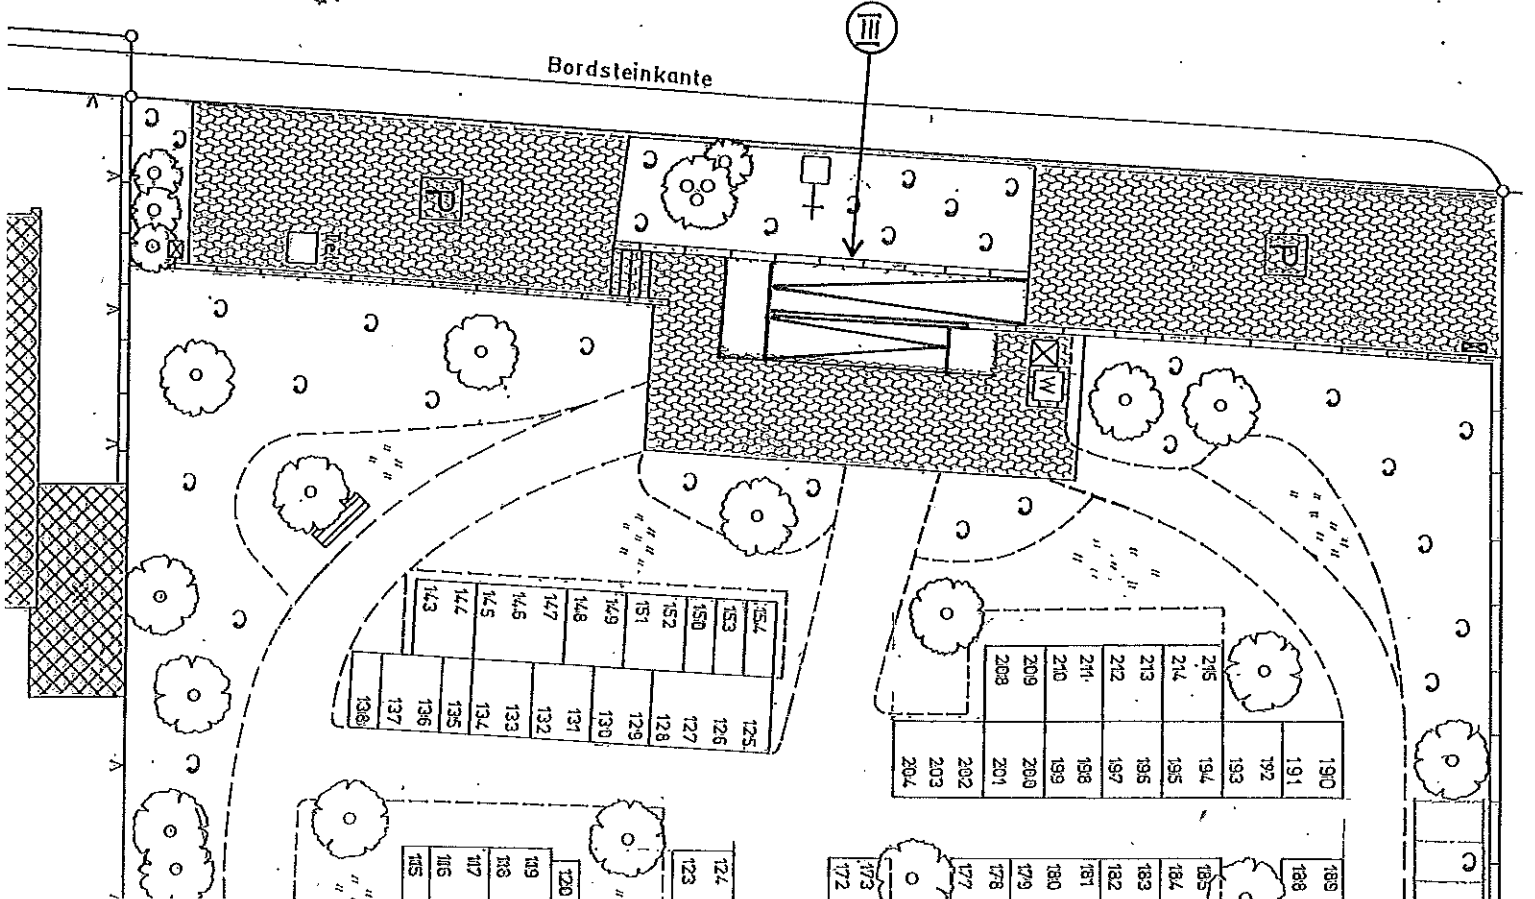 III
Bordsteinkante
P
P
W
143 144 145 146 147 148 149 151 152 150 153 154
138 137 136 135 134 133 132 131 130 129 128 127 126 125
208 209 210 211 212 213 214 215
204 203 202 201 200 199 198 197 196 195 194 193 192 191 190
115 116 117 118 119 120 123 124
172 173 177 178 179 180 181 182 183 184 185 188 189